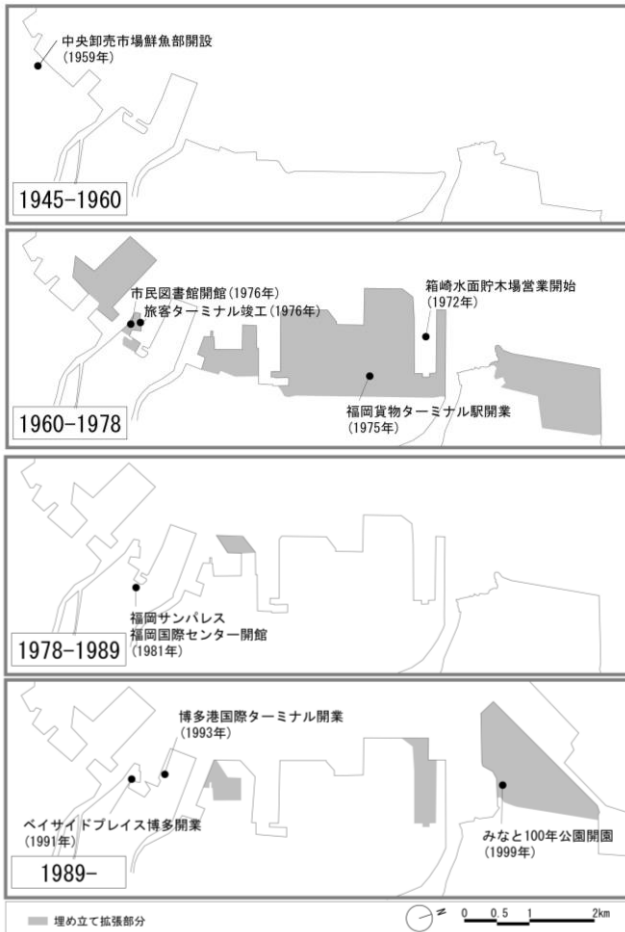 中央卸売市場鮮魚部開設
(1959年)
1945-1960
市民図書館開館(1976年)
旅客ターミナル竣工(1976年)
箱崎水面貯木場営業開始
(1972年)
福岡貨物ターミナル駅開業
(1975年)
1960-1978
福岡サンパレス
福岡国際センター開館
(1981年)
1978-1989
博多港国際ターミナル開業
(1993年)
ベイサイドプレイス博多開業
(1991年)
みなと100年公園開園
(1999年)
1989-
埋め立て拡張部分
N
0 0.5 1 2km